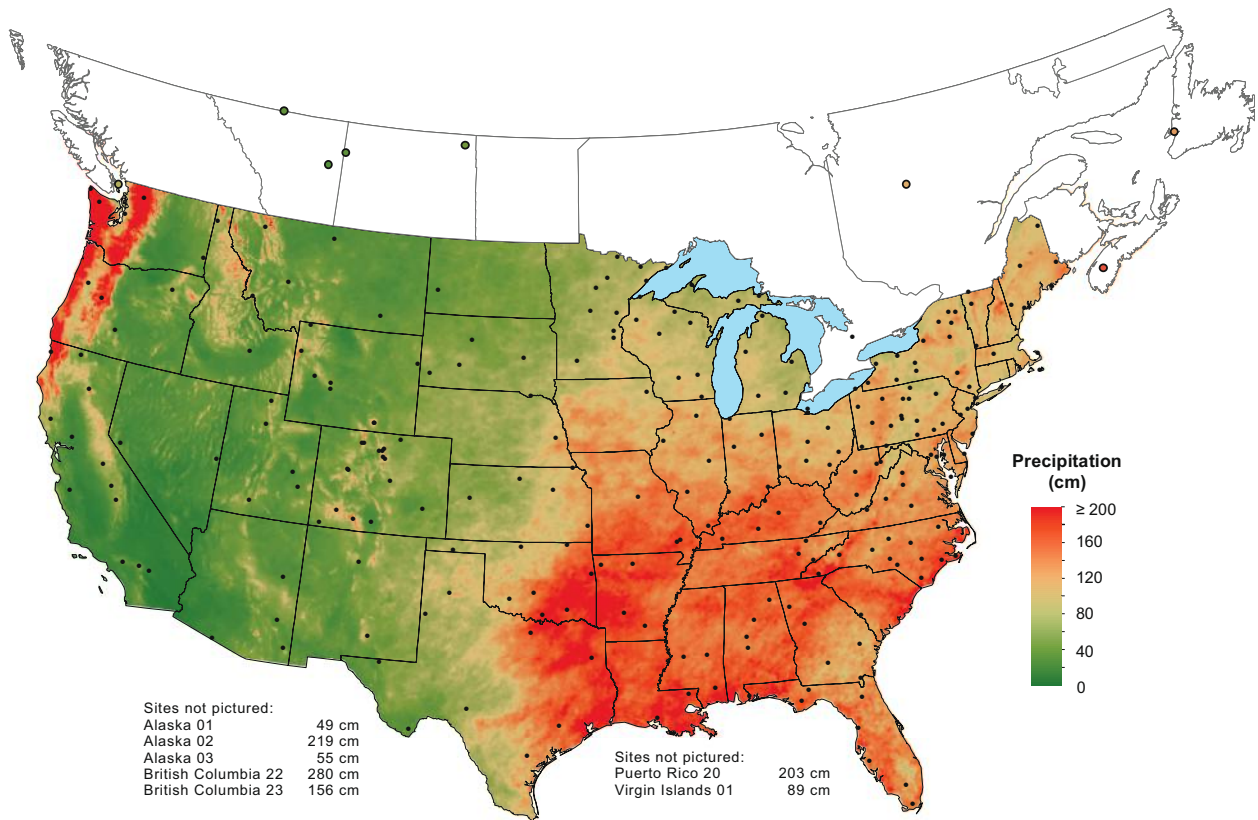 Precipitation
(cm)
≥ 200
160
120
80
40
0
Sites not pictured:
Alaska 01 49 cm
Alaska 02 219 cm
Alaska 03 55 cm
British Columbia 22 280 cm
British Columbia 23 156 cm
Sites not pictured:
Puerto Rico 20 203 cm
Virgin Islands 01 89 cm